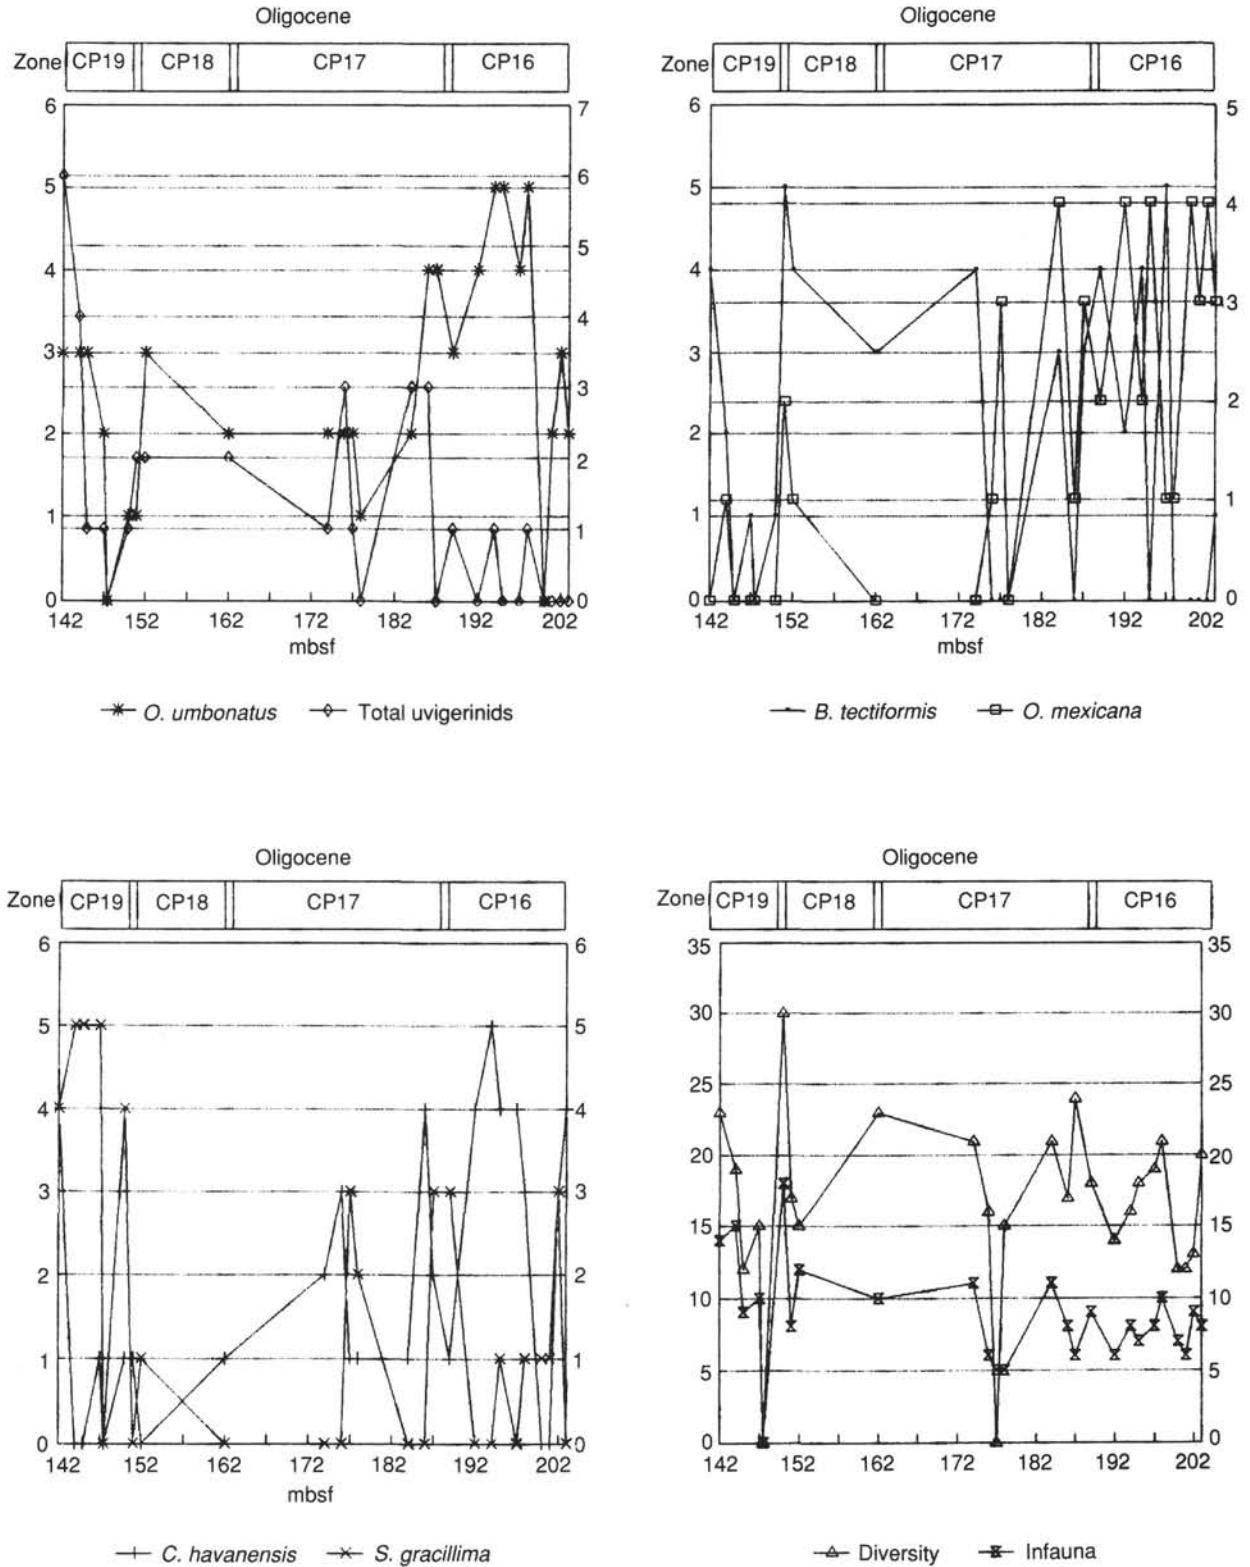 Oligocene
Zone CP19 CP18 CP17 CP16
6 7
5 6
4 5
3 4
2 3
1 2
0 1
0
142 152 162 172 182 192 202
mbsf
O. umbonatus Total uvigerinids
Oligocene
Zone CP19 CP18 CP17 CP16
6 5
5 4
4 3
3 2
2 1
1 0
0
142 152 162 172 182 192 202
mbsf
B. tectiformis O. mexicana
Oligocene
Zone CP19 CP18 CP17 CP16
6 6
5 5
4 4
3 3
2 2
1 1
0 0
142 152 162 172 182 192 202
mbsf
C. havanensis S. gracillima
Oligocene
Zone CP19 CP18 CP17 CP16
35 35
30 30
25 25
20 20
15 15
10 10
5 5
0 0
142 152 162 172 182 192 202
Diversity Infauna